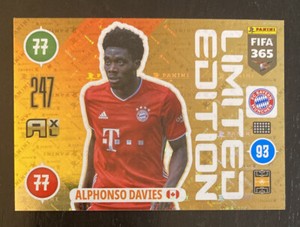 77
247
77
ALPHONSO DAVIES
LIMITED
EDITION
PANINI
FIFA
365
93
T